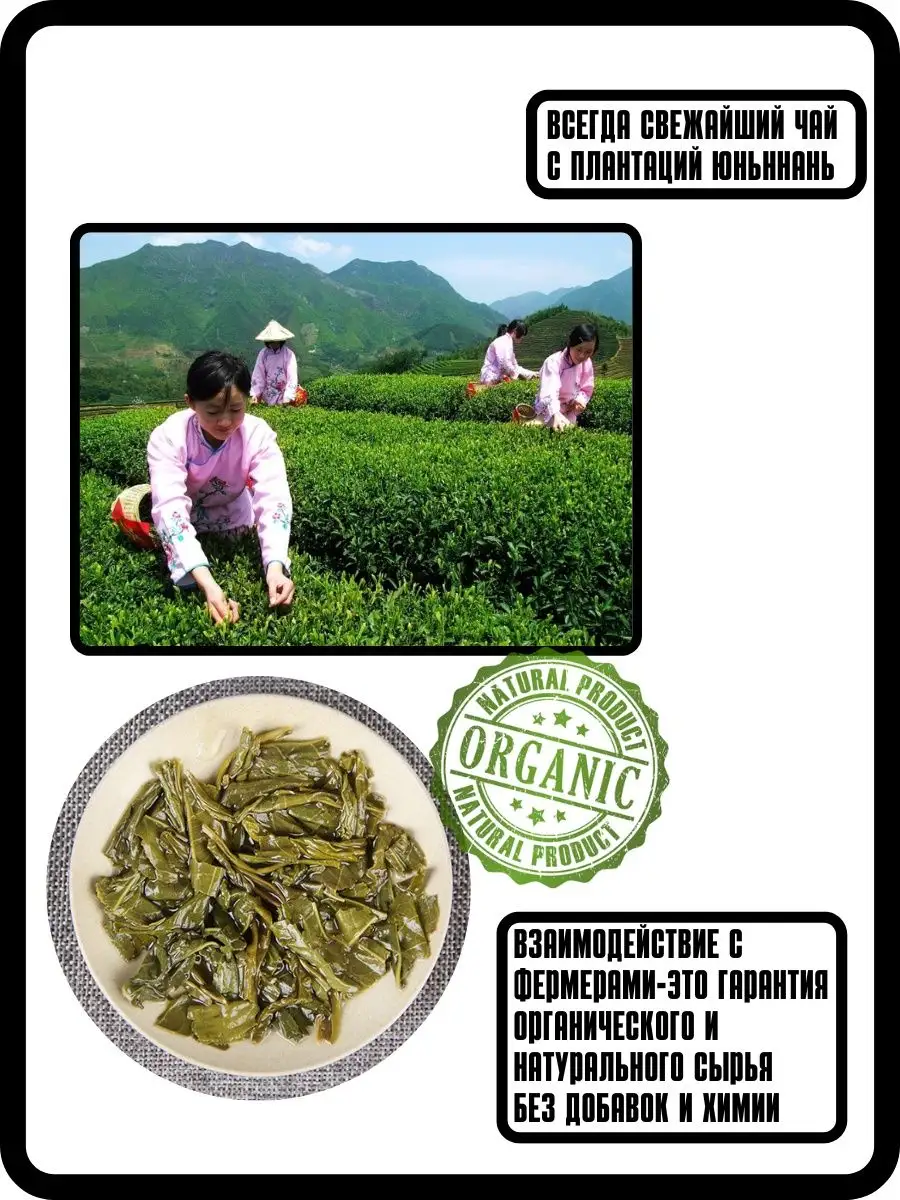 ВСЕГДА СВЕЖАЙШИЙ ЧАЙ
С ПЛАНТАЦИЙ ЮНЬННАНЬ
NATURAL PRODUCT
ORGANIC
NATURAL PRODUCT
ВЗАИМОДЕЙСТВИЕ С
ФЕРМЕРАМИ-ЭТО ГАРАНТИЯ
ОРГАНИЧЕСКОГО И
НАТУРАЛЬНОГО СЫРЬЯ
БЕЗ ДОБАВОК И ХИМИИ